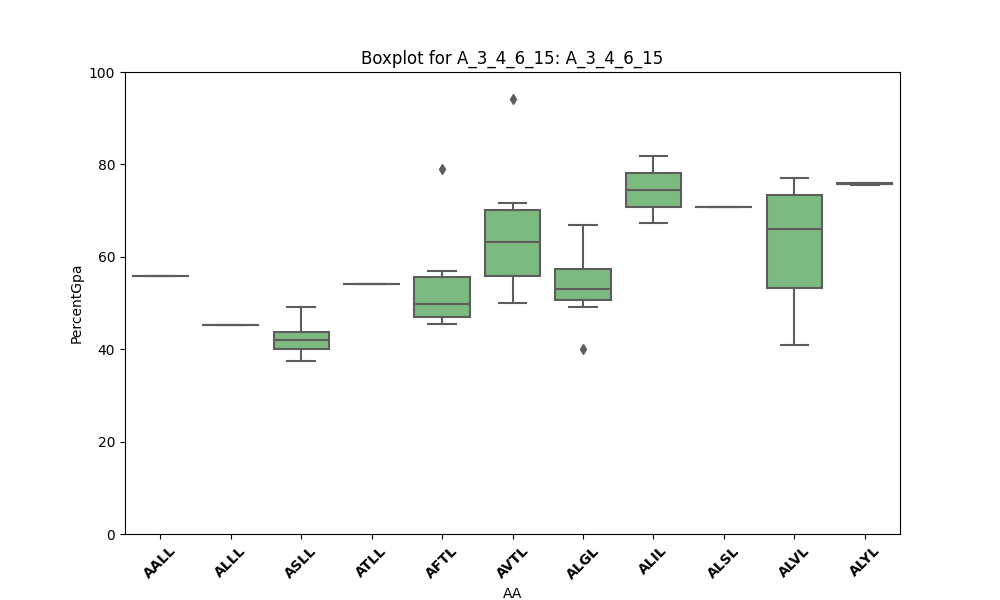 Boxplot for A_3_4_6_15: A_3_4_6_15
100
80
60
40
20
0
PercentGpa
AALL ALLL ASLL ATLL AFTL AVTL ALGL ALIL ALSL ALVL ALYL
AA